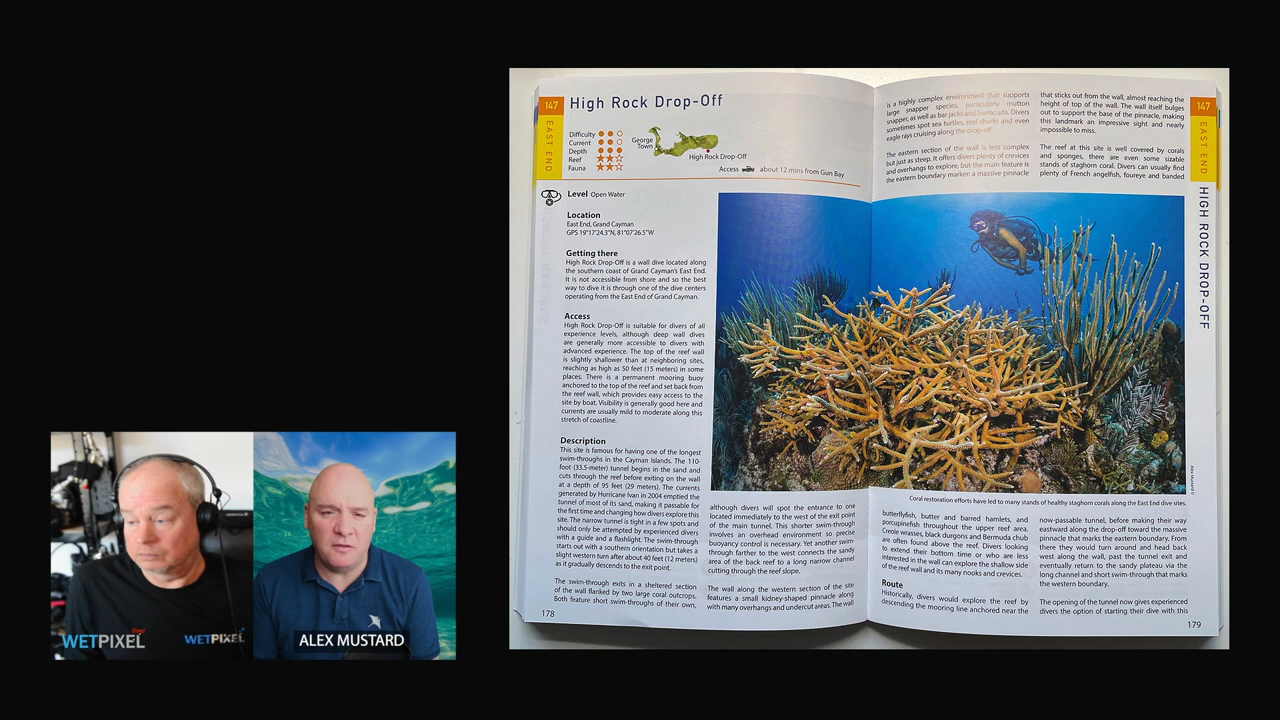 147
EAST END
High Rock Drop-Off
Difficulty
Current
Depth
Reef
Fauna
George
Town
High Rock Drop-Off
Access about 12 mins from Gun Bay
Level Open Water
Location
East End, Grand Cayman
GPS 19°17'24.3"N, 81°07'26.5"W
Getting there
High Rock Drop-Off is a wall dive located along
the southern coast of Grand Cayman's East End.
It is not accessible from shore and so the best
way to dive it is through one of the dive centers
operating from the East End of Grand Cayman.
Access
High Rock Drop-Off is suitable for divers of all
experience levels, although deep wall dives
are generally more accessible to divers with
advanced experience. The top of the reef wall
is slightly shallower than at neighboring sites,
reaching as high as 50 feet (15 meters) in some
places. There is a permanent mooring buoy
anchored to the top of the reef and set back from
the reef wall, which provides easy access to the
site by boat. Visibility is generally good here and
currents are usually mild to moderate along this
stretch of coastline.
Description
This site is famous for having one of the longest
swim-throughs in the Cayman Islands. The 110-
foot (33.5-meter) tunnel begins in the sand and
cuts through the reef before exiting on the wall
at a depth of 95 feet (29 meters). The currents
generated by Hurricane Ivan in 2004 emptied the
tunnel of most of its sand, making it passable for
the first time and changing how divers explore this
site. The narrow tunnel is tight in a few spots and
should only be attempted by experienced divers
with a guide and a flashlight. The swim-through
starts out with a southern orientation but takes a
slight western turn after about 40 feet (12 meters)
as it gradually descends to the exit point.
The swim-through exits in a sheltered section
of the wall flanked by two large coral outcrops.
Both feature short swim-throughs of their own,
178
although divers will spot the entrance to one
located immediately to the west of the exit point
of the main tunnel. This shorter swim-through
involves an overhead environment so precise
buoyancy control is necessary. Yet another swim-
through farther to the west connects the sandy
area of the back reef to a long narrow channel
cutting through the reef slope.
The wall along the western section of the site
features a small kidney-shaped pinnacle along
with many overhangs and undercut areas. The wall
is a highly complex environment that supports
large snapper species, particularly mutton
snapper, as well as bar jacks and barracuda. Divers
sometimes spot sea turtles, reef sharks and even
eagle rays cruising along the drop-off.
The eastern section of the wall is less complex
but just as steep. It offers divers plenty of crevices
and overhangs to explore, but the main feature is
the eastern boundary marker: a massive pinnacle
that sticks out from the wall, almost reaching the
height of top of the wall. The wall itself bulges
out to support the base of the pinnacle, making
this landmark an impressive sight and nearly
impossible to miss.
The reef at this site is well covered by corals
and sponges, there are even some sizable
stands of staghorn coral. Divers can usually find
plenty of French angelfish, foureye and banded
147
EAST END
HIGH ROCK DROP-OFF
Alex Mustard ©
Coral restoration efforts have led to many stands of healthy staghorn corals along the East End dive sites.
butterflyfish, butter and barred hamlets, and
porcupinefish throughout the upper reef area.
Creole wrasses, black durgons and Bermuda chub
are often found above the reef. Divers looking
to extend their bottom time or who are less
interested in the wall can explore the shallow side
of the reef wall and its many nooks and crevices.
Route
Historically, divers would explore the reef by
descending the mooring line anchored near the
now-passable tunnel, before making their way
eastward along the drop-off toward the massive
pinnacle that marks the eastern boundary. From
there they would turn around and head back
west along the wall, past the tunnel exit and
eventually return to the sandy plateau via the
long channel and short swim-through that marks
the western boundary.
The opening of the tunnel now gives experienced
divers the option of starting their dive with this
179
WETPIXEL live!
WETPIXEL
ALEX MUSTARD